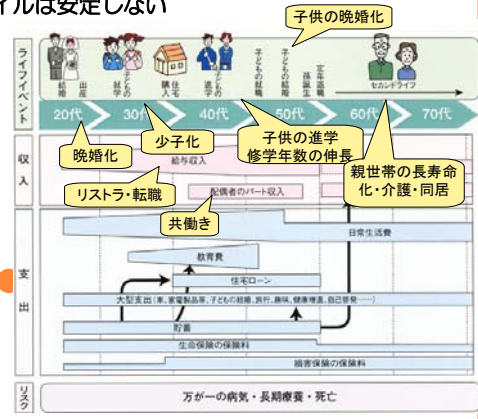 イルは安定しない
子供の晩婚化
ライフイベント
結婚
出産
子どもの就学
住宅購入
子どもの進学
子どもの就職
子どもの結婚
孫誕生
定年退職
セカンドライフ
20代
30代
40代
50代
60代
70代
晩婚化
少子化
子供の進学
修学年数の伸長
親世帯の長寿命
化・介護・同居
収入
給与収入
リストラ・転職
配偶者のパート収入
共働き
支出
日常生活費
教育費
住宅ローン
大型支出(車、家電製品等、子どもの結婚、旅行、趣味、健康増進、自己啓発……)
貯蓄
生命保険の保険料
損害保険の保険料
リスク
万が一の病気・長期療養・死亡